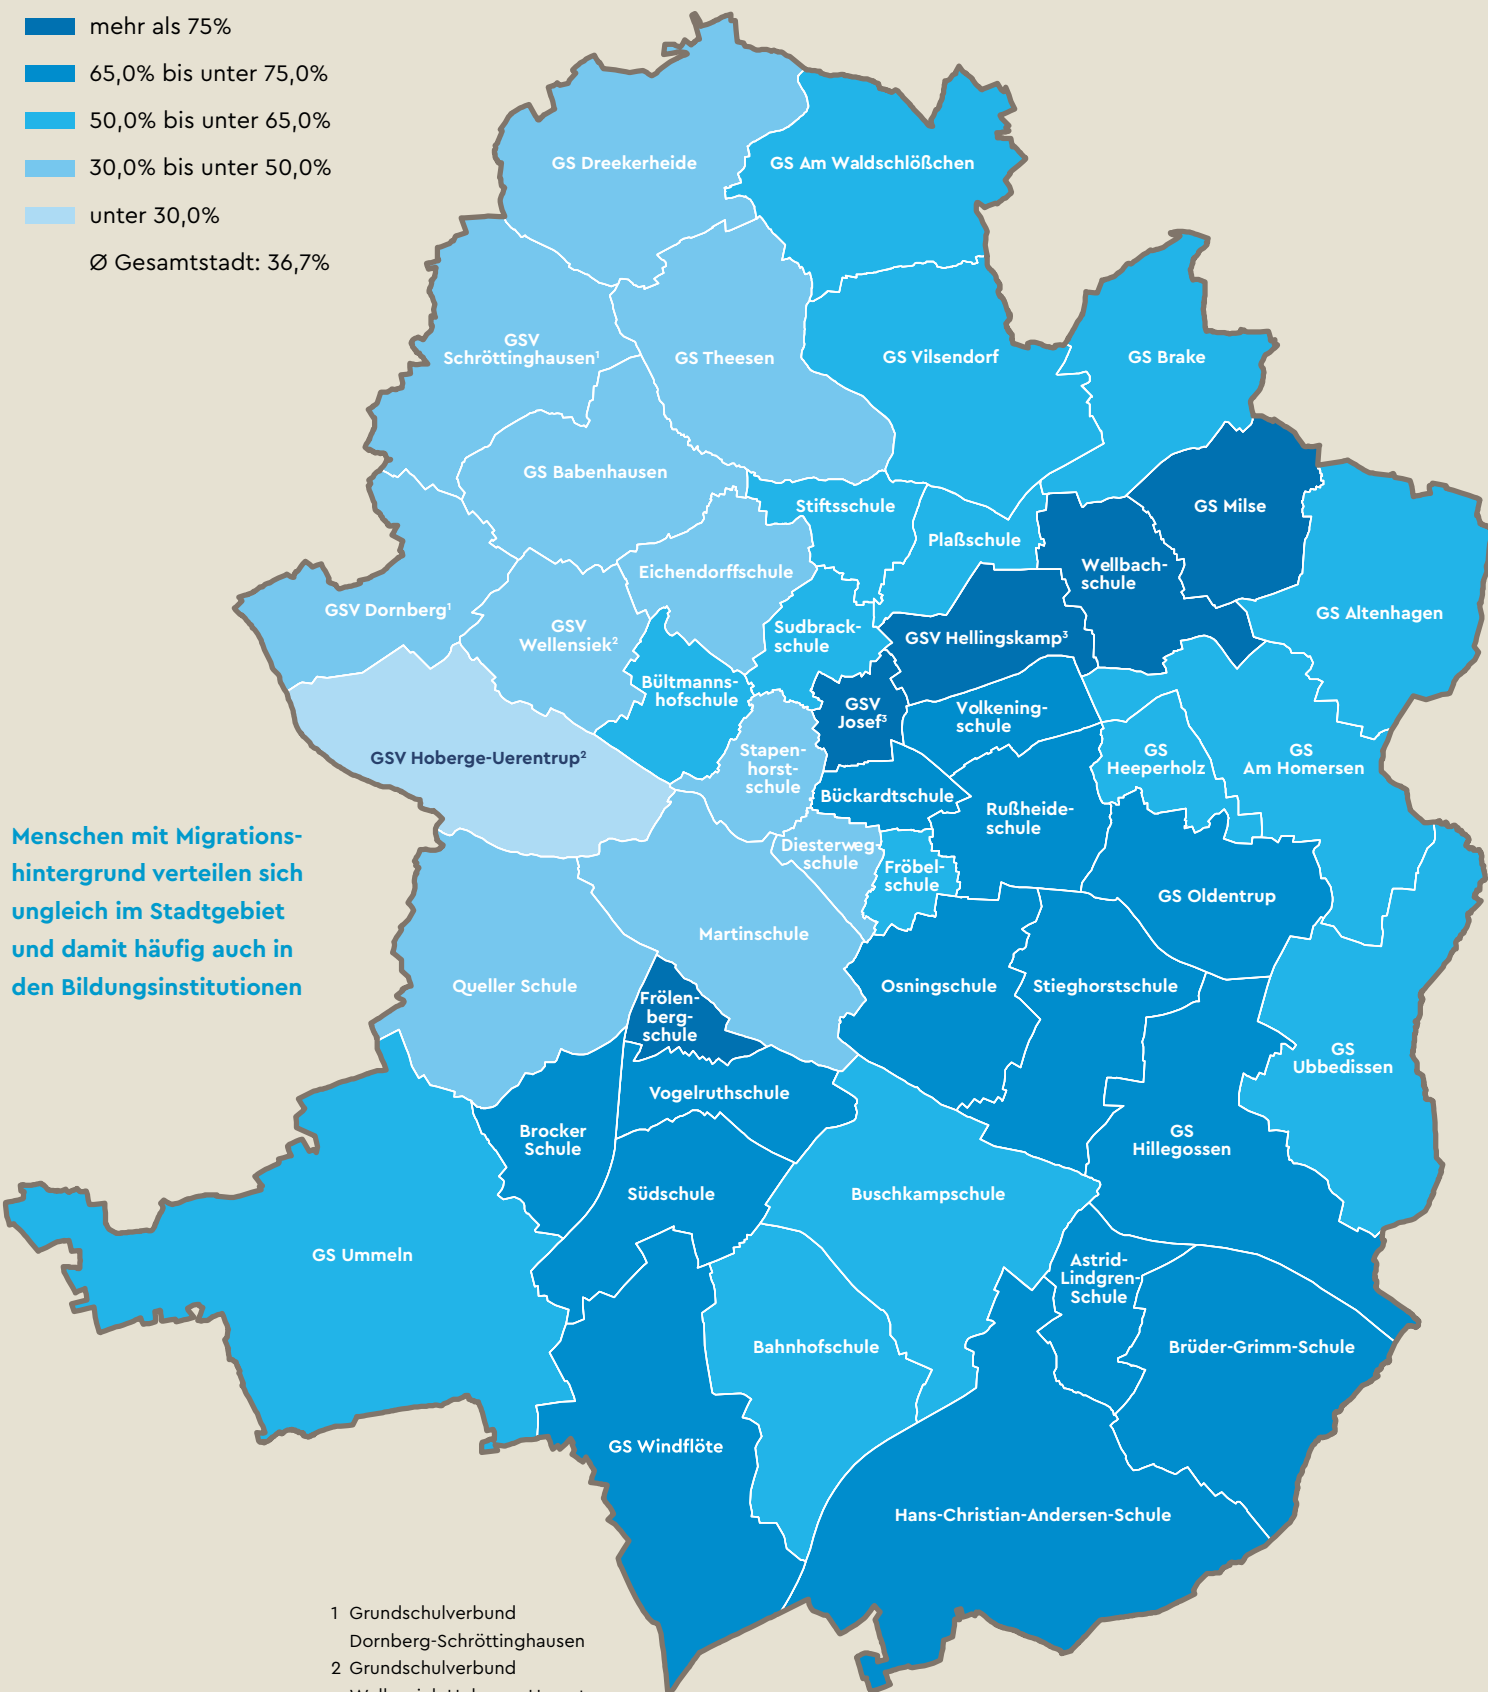 mehr als 75%
65,0% bis unter 75,0%
50,0% bis unter 65,0%
30,0% bis unter 50,0%
unter 30,0%
Ø Gesamtstadt: 36,7%
GS Dreekerheide
GS Am Waldschlößchen
GSV
Schröttinghausen¹
GS Theesen
GS Vilsendorf
GS Brake
GS Babenhausen
Stiftsschule
GS Milse
Plaßschule
Eichendorffschule
Wellbach-
schule
GSV Dornberg¹
GS Altenhagen
GSV
Wellensiek²
Sudbrack-
schule
GSV Hellingskamp³
Bültmanns-
hofschule
GSV
Josef³
Volkening-
schule
GSV Hoberge-Uerentrup²
Stapen-
horst-
schule
GS
Heeperholz
GS
Am Homersen
Bückardtschule
Rußheide-
schule
Menschen mit Migrations-
hintergrund verteilen sich
ungleich im Stadtgebiet
und damit häufig auch in
den Bildungsinstitutionen
Diesterweg-
schule
Fröbel-
schule
GS Oldentrup
Martinschule
Queller Schule
Frölen-
berg-
schule
Osningschule
Stieghorstschule
GS
Ubbedissen
Vogelruthschule
Brocker
Schule
GS
Hillegossen
Südschule
Buschkampschule
GS Ummeln
Astrid-
Lindgren-
Schule
Bahnhofschule
Brüder-Grimm-Schule
GS Windflöte
Hans-Christian-Andersen-Schule
1 Grundschulverbund
Dornberg-Schröttinghausen
2 Grundschulverbund